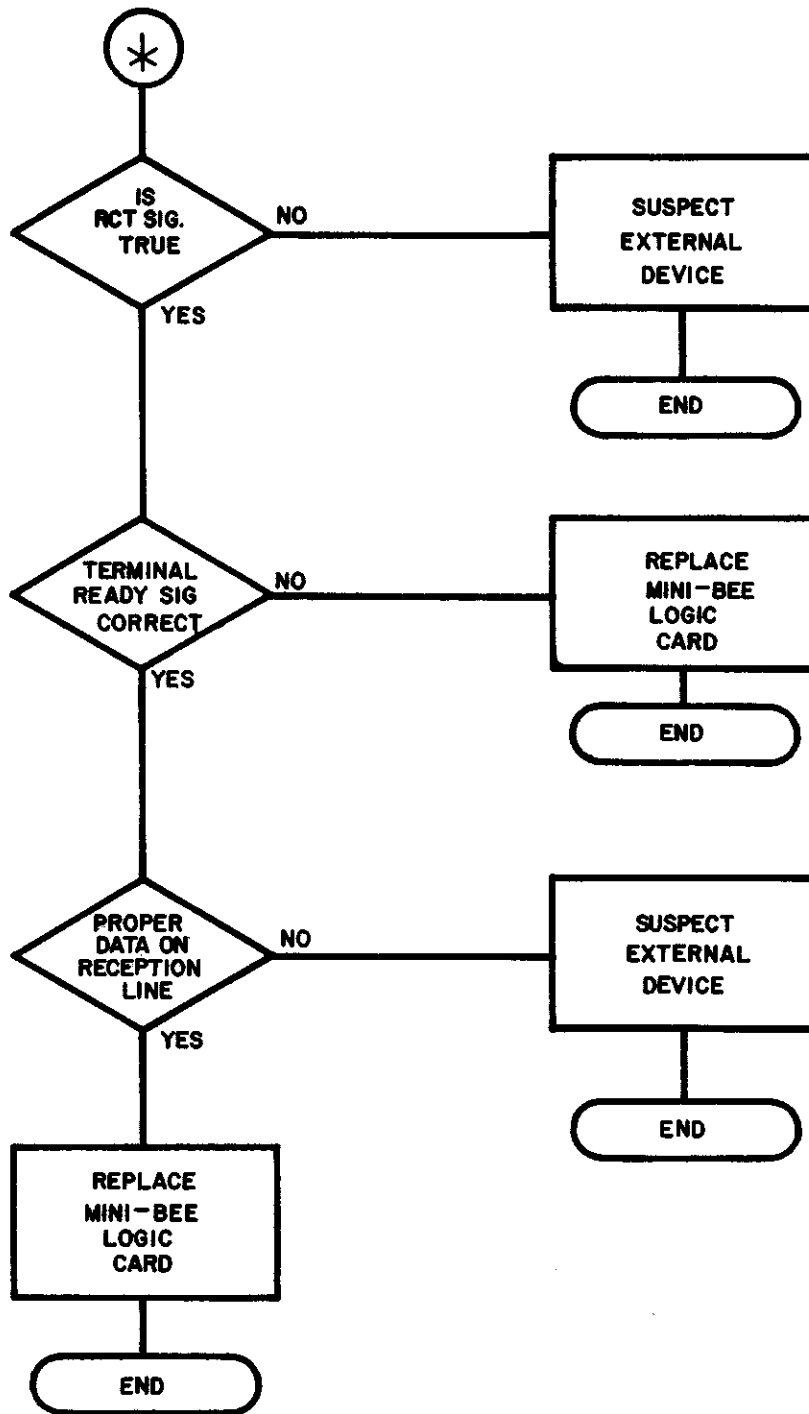 *
IS
RCT SIG.
TRUE
NO
YES
SUSPECT
EXTERNAL
DEVICE
END
TERMINAL
READY SIG
CORRECT
NO
YES
REPLACE
MINI-BEE
LOGIC
CARD
END
PROPER
DATA ON
RECEPTION
LINE
NO
YES
SUSPECT
EXTERNAL
DEVICE
END
REPLACE
MINI-BEE
LOGIC
CARD
END